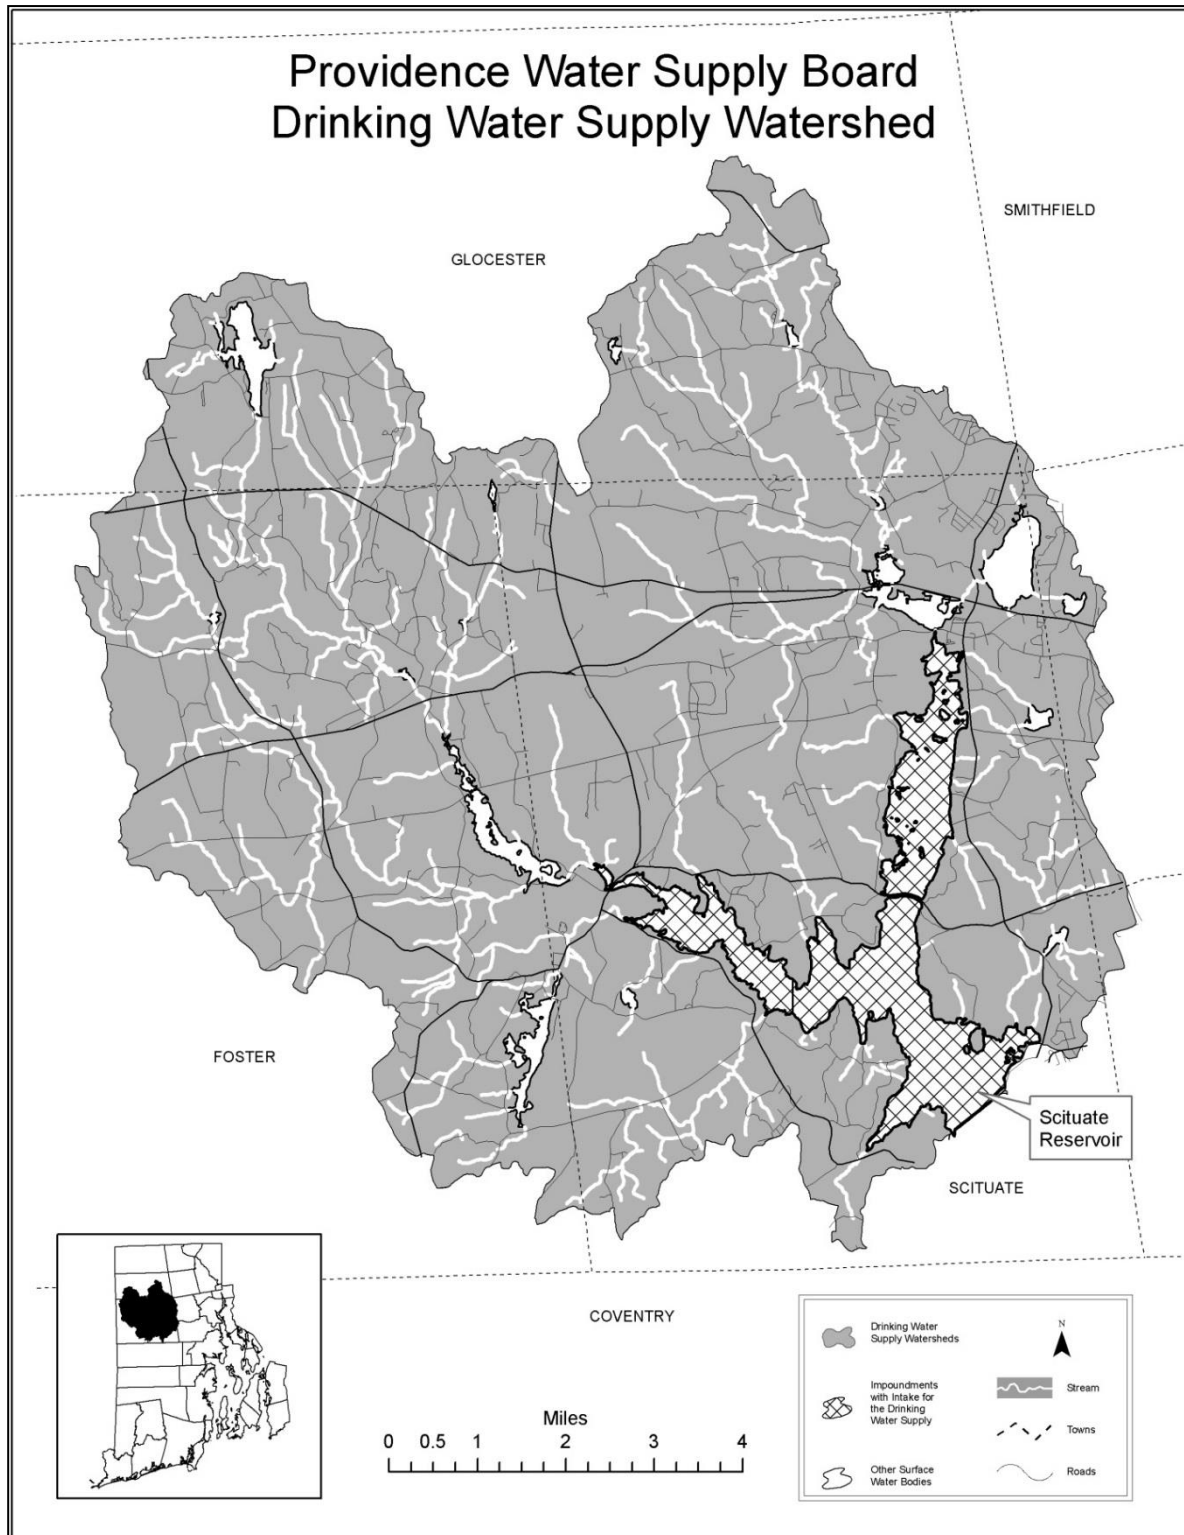 Providence Water Supply Board
Drinking Water Supply Watershed
SMITHFIELD
GLOCESTER
FOSTER
Scituate
Reservoir
SCITUATE
COVENTRY
Miles
0 0.5 1 2 3 4
Drinking Water
Supply Watersheds
N
Impoundments
with Intake for
the Drinking
Water Supply
Stream
Towns
Other Surface
Water Bodies
Roads